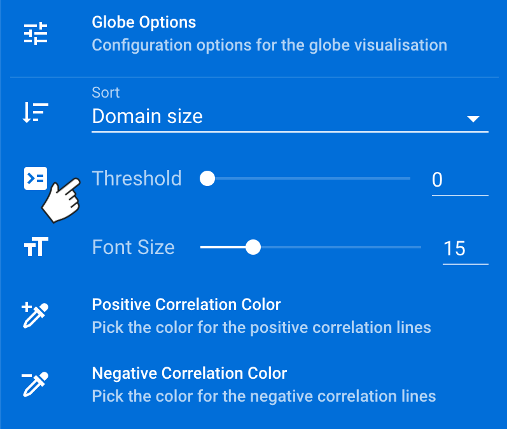 Globe Options
Configuration options for the globe visualisation
Sort
Domain size
Threshold 0
Font Size 15
Positive Correlation Color
Pick the color for the positive correlation lines
Negative Correlation Color
Pick the color for the negative correlation lines